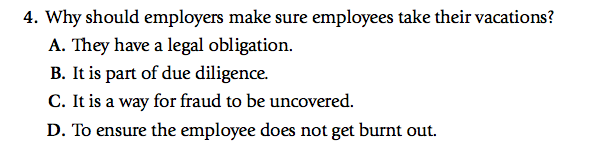 4. Why should employers make sure employees take their vacations?
A. They have a legal obligation.
B. It is part of due diligence.
C. It is a way for fraud to be uncovered.
D. To ensure the employee does not get burnt out.